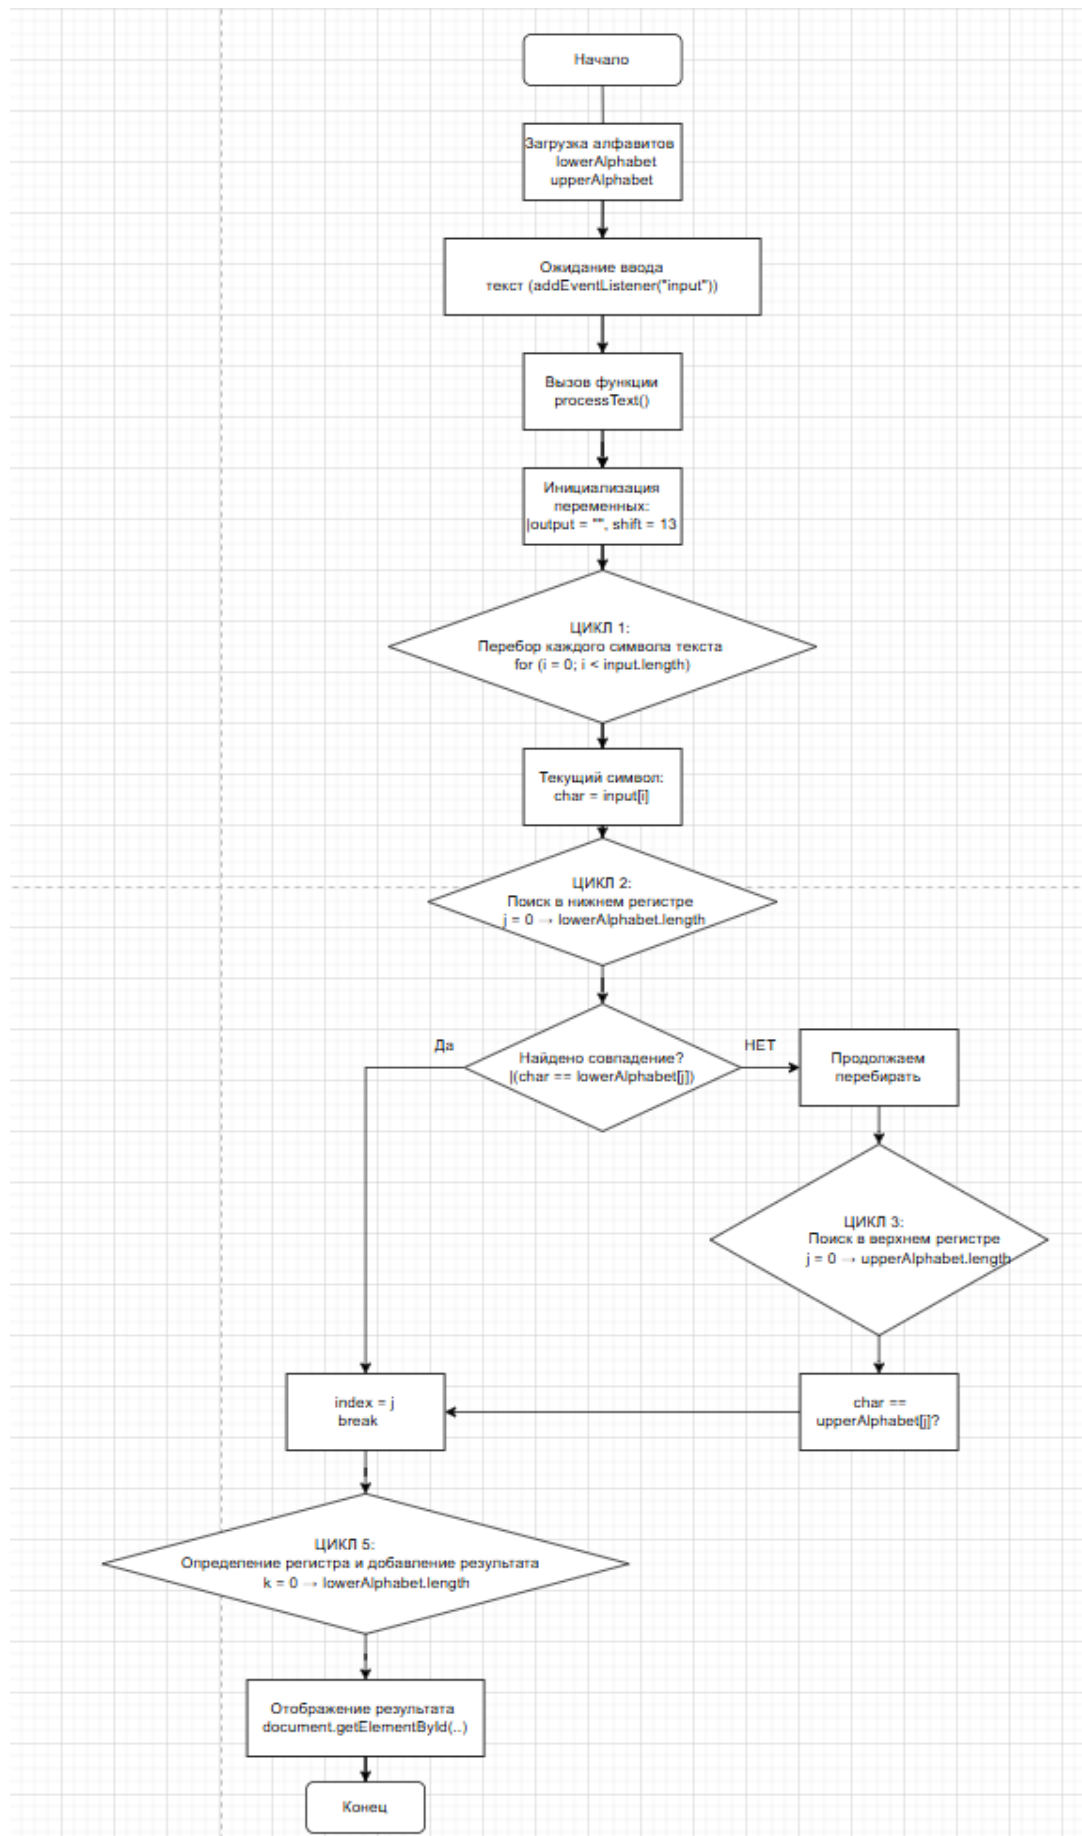 Начало
Загрузка алфавитов
lowerAlphabet
upperAlphabet
Ожидание ввода
текст (addEventListener("input"))
Вызов функции
processText()
Инициализация
переменных:
|output = "", shift = 13
ЦИКЛ 1:
Перебор каждого символа текста
for (i = 0; i < input.length)
Текущий символ:
char = input[i]
ЦИКЛ 2:
Поиск в нижнем регистре
j = 0 → lowerAlphabet.length
Да
Найдено совпадение?
|(char == lowerAlphabet[j])
НЕТ
Продолжаем
перебирать
ЦИКЛ 3:
Поиск в верхнем регистре
j = 0 → upperAlphabet.length
index = j
break
char ==
upperAlphabet[j]?
ЦИКЛ 5:
Определение регистра и добавление результата
k = 0 → lowerAlphabet.length
Отображение результата
document.getElementById(..)
Конец